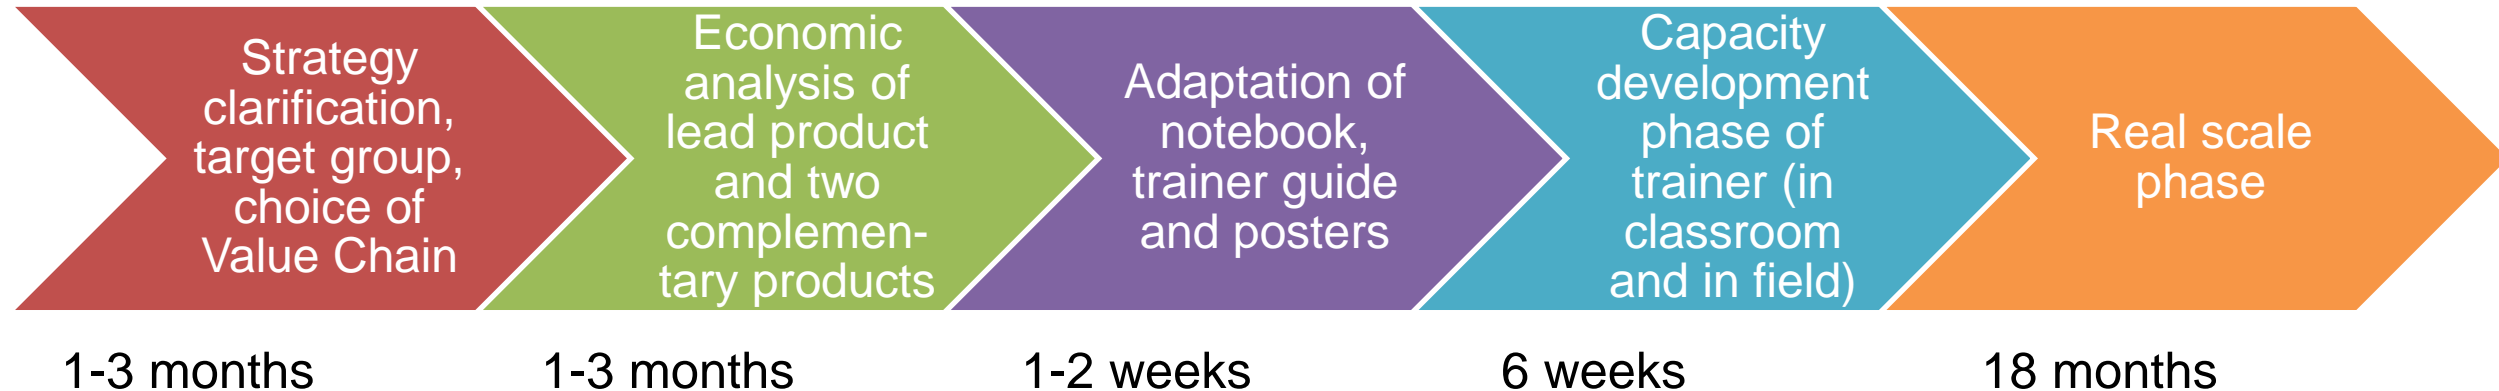 Strategy
clarification,
target group,
choice of
Value Chain
Economic
analysis of
lead product
and two
complemen-
tary products
Adaptation of
notebook,
trainer guide
and posters
Capacity
development
phase of
trainer (in
classroom
and in field)
Real scale
phase
1-3 months
1-3 months
1-2 weeks
6 weeks
18 months